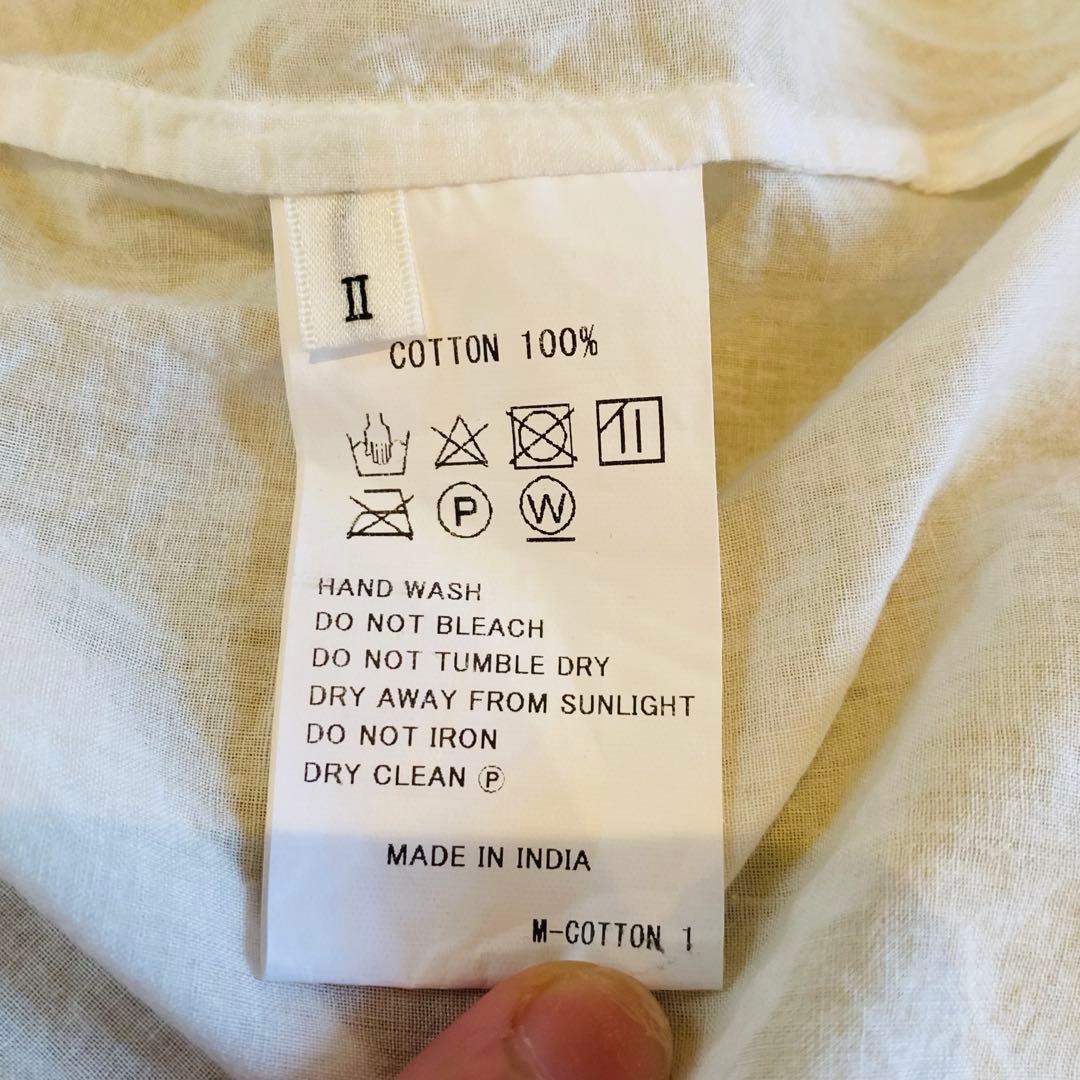 II
COTTON 100%
P W
HAND WASH
DO NOT BLEACH
DO NOT TUMBLE DRY
DRY AWAY FROM SUNLIGHT
DO NOT IRON
DRY CLEAN Ⓟ
MADE IN INDIA
M-COTTON 1